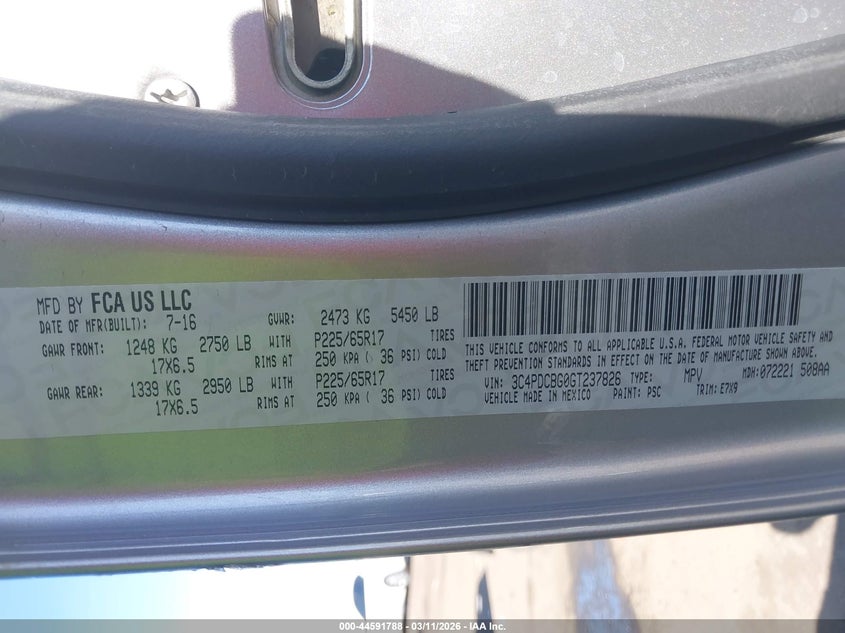 MFD BY FCA US LLC
DATE OF MFR(BUILT): 7-16 GVWR: 2473 KG 5450 LB
GAWR FRONT: 1248 KG 2750 LB WITH P225/65R17 TIRES
17X6.5 RIMS AT 250 KPA ( 36 PSI) COLD
GAWR REAR: 1339 KG 2950 LB WITH P225/65R17 TIRES
17X6.5 RIMS AT 250 KPA ( 36 PSI) COLD
THIS VEHICLE CONFORMS TO ALL APPLICABLE U.S.A. FEDERAL MOTOR VEHICLE SAFETY AND
THEFT PREVENTION STANDARDS IN EFFECT ON THE DATE OF MANUFACTURE SHOWN ABOVE.
VIN: 3C4PDCBG0GT237826 TYPE: MPV MDH: 072221 508AA
VEHICLE MADE IN MEXICO PAINT: PSC TRIM: E7X9
000-44591788 - 03/11/2026 - IAA Inc.